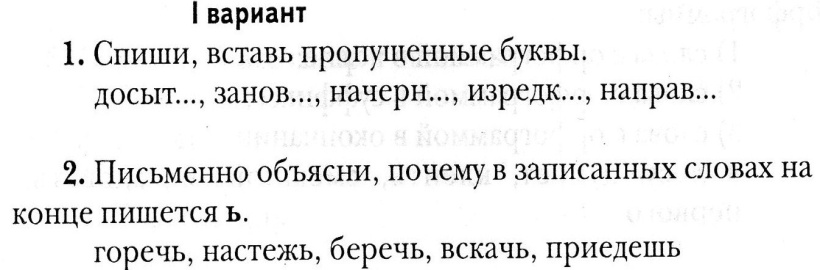 I вариант
1. Спиши, вставь пропущенные буквы.
досыт..., занов..., начерн..., изредк..., направ...
2. Письменно объясни, почему в записанных словах на
конце пишется ь.
горечь, настежь, беречь, вскачь, приедешь